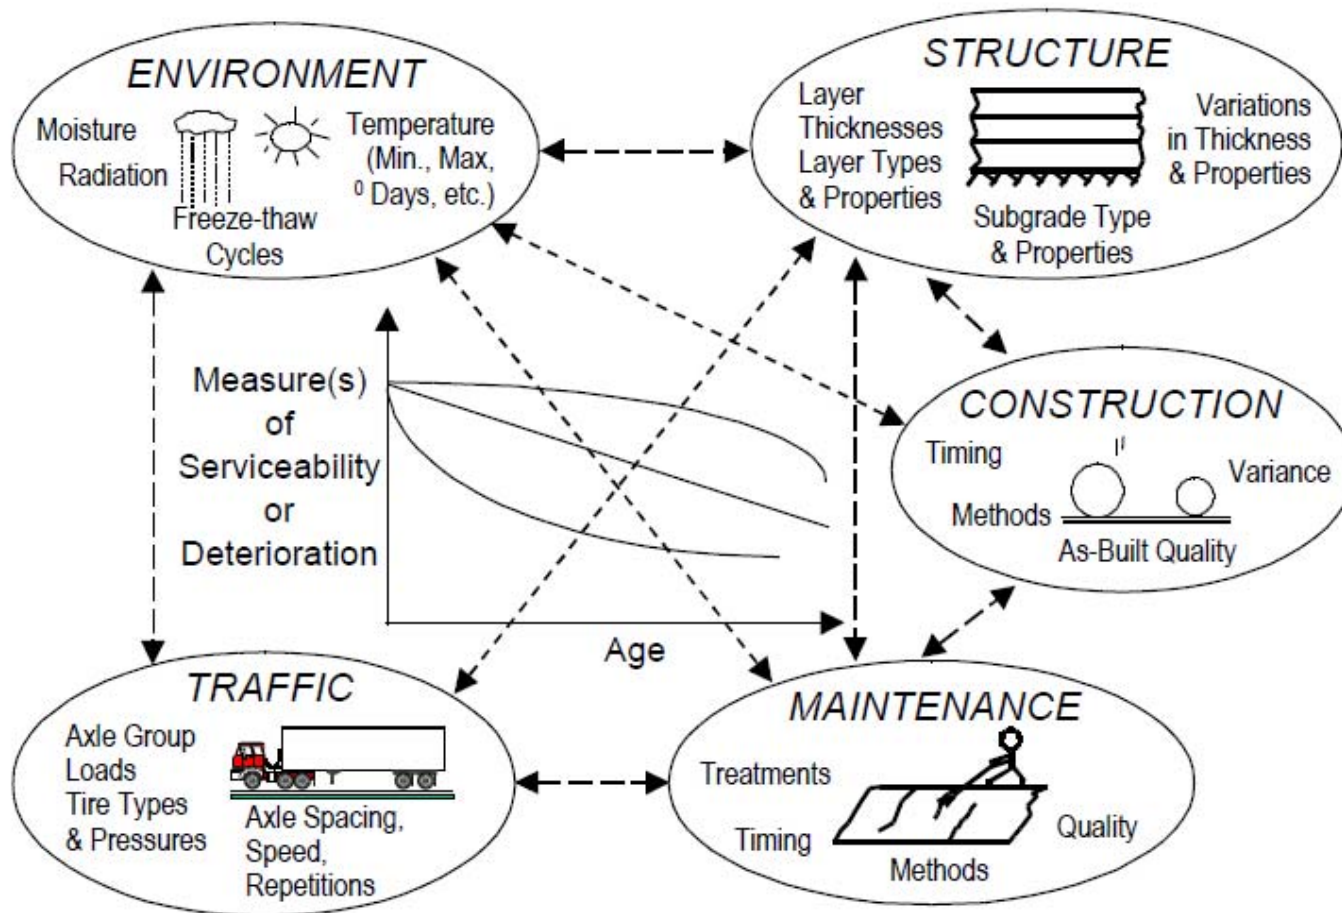 ENVIRONMENT
Moisture
Radiation
Temperature
(Min., Max,
⁰ Days, etc.)
Freeze-thaw
Cycles
STRUCTURE
Layer
Thicknesses
Layer Types
& Properties
Variations
in Thickness
& Properties
Subgrade Type
& Properties
Measure(s)
of
Serviceability
or
Deterioration
Age
CONSTRUCTION
Timing
Variance
Methods
As-Built Quality
TRAFFIC
Axle Group
Loads
Tire Types
& Pressures
Axle Spacing,
Speed,
Repetitions
MAINTENANCE
Treatments
Timing
Quality
Methods